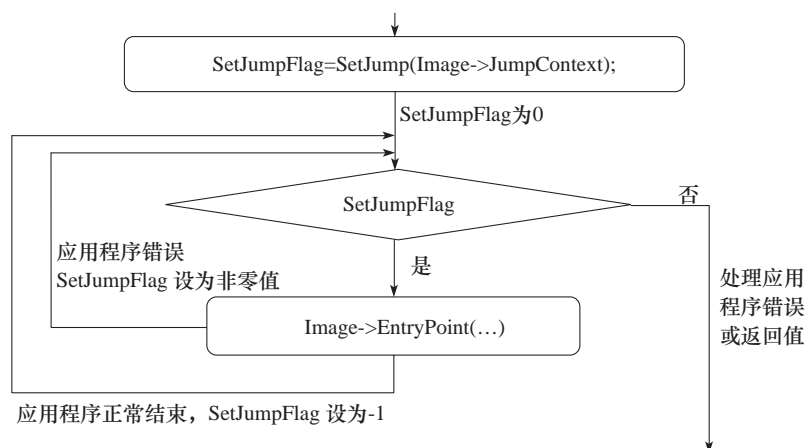 SetJumpFlag=SetJump(Image->JumpContext);
SetJumpFlag为0
SetJumpFlag
否
应用程序错误
SetJumpFlag 设为非零值
是
处理应用
程序错误
或返回值
Image->EntryPoint(…)
应用程序正常结束，SetJumpFlag 设为-1